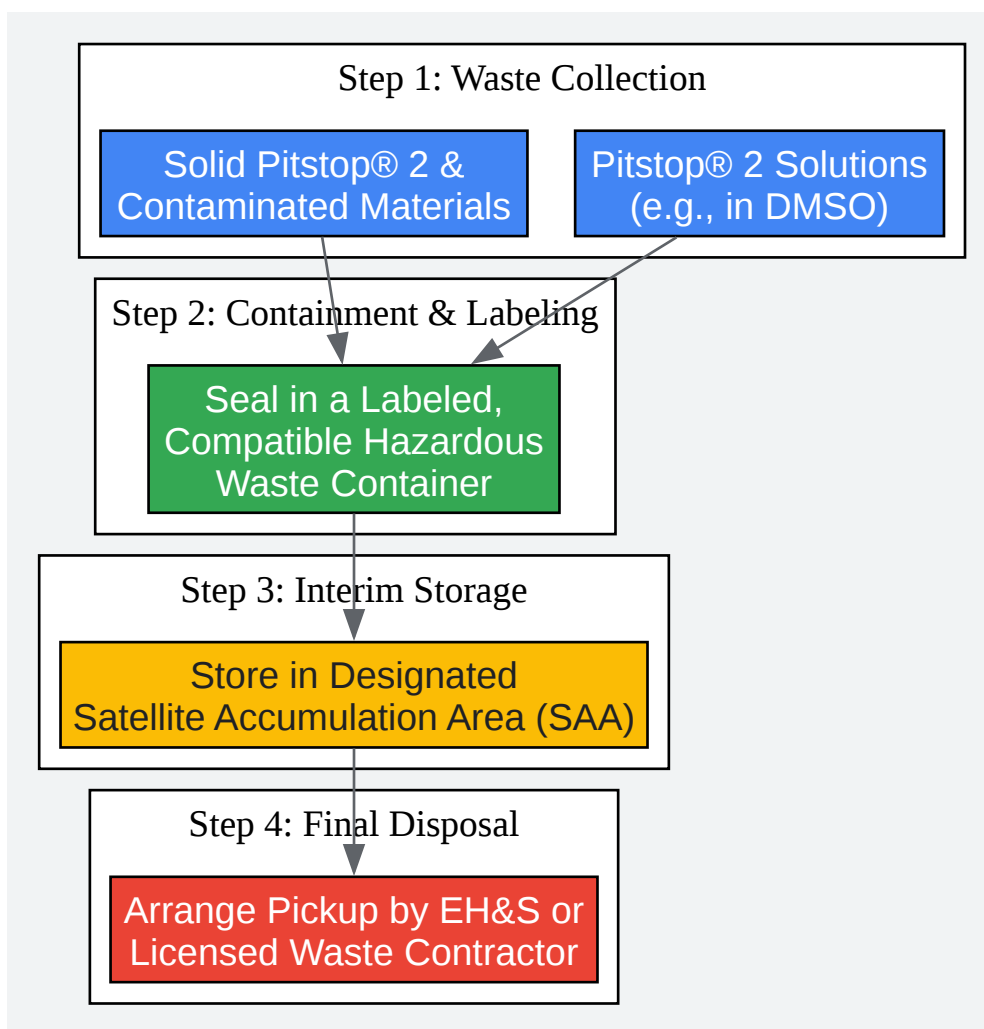 Step 1: Waste Collection
Solid Pitstop® 2 &
Contaminated Materials
Pitstop® 2 Solutions
(e.g., in DMSO)
Step 2: Containment & Labeling
Seal in a Labeled,
Compatible Hazardous
Waste Container
Step 3: Interim Storage
Store in Designated
Satellite Accumulation Area (SAA)
Step 4: Final Disposal
Arrange Pickup by EH&S or
Licensed Waste Contractor